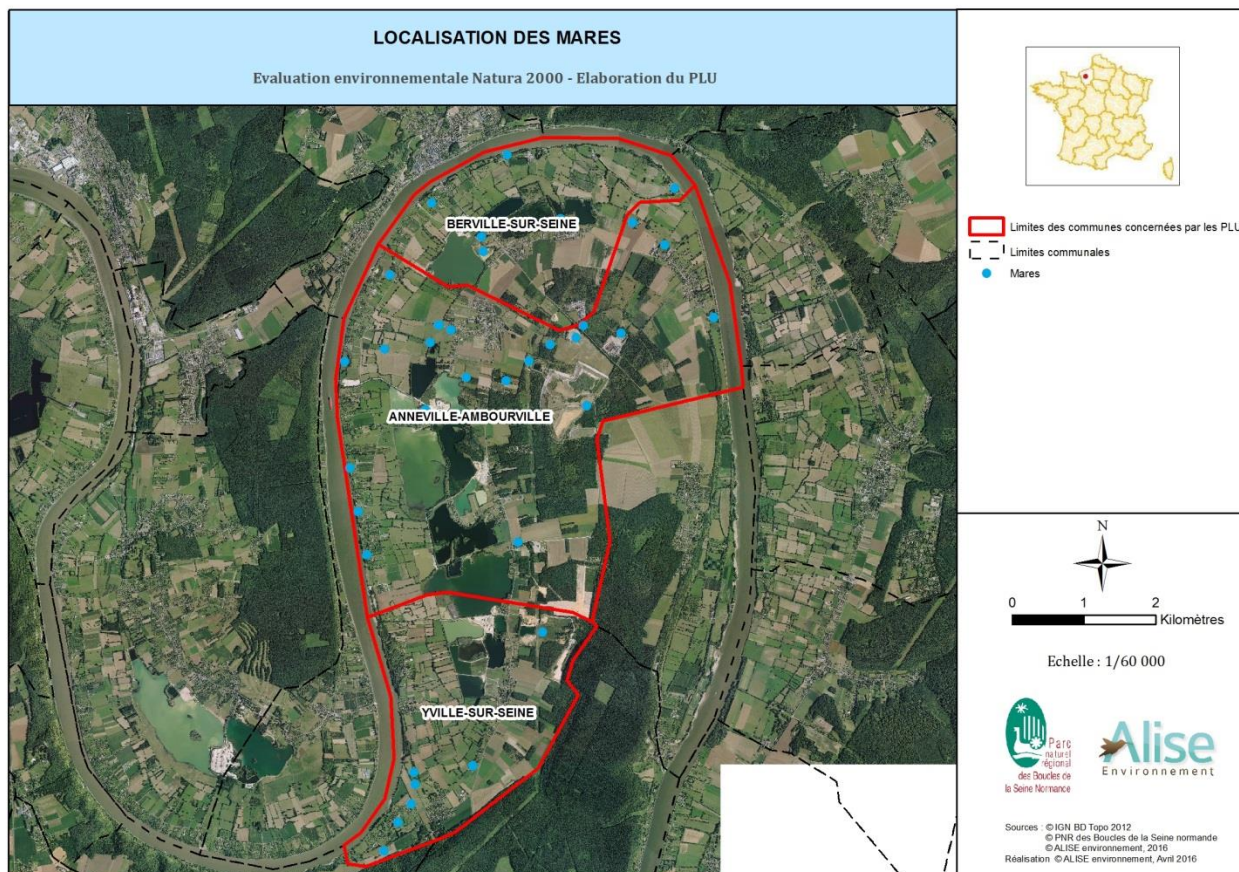 LOCALISATION DES MARES
Evaluation environnementale Natura 2000 - Elaboration du PLU
BERVILLE-SUR-SEINE
ANNEVILLE-AMBOURVILLE
YVILLE-SUR-SEINE
Limites des communes concernées par les PLU
Limites communales
Mares
N
0 1 2
Kilomètres
Echelle : 1/60 000
Parc
naturel
régional
des Boucles de
la Seine Normande
Alise
Environnement
Sources : © IGN BD Topo 2012
© PNR des Boucles de la Seine normande
© ALISE environnement, 2016
Réalisation © ALISE environnement, Avril 2016